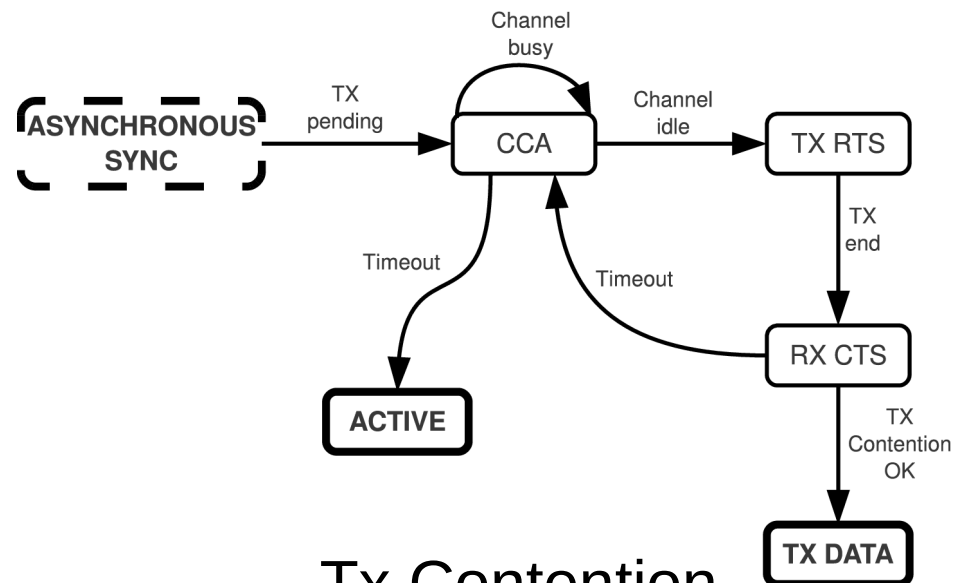 Channel
busy
TX
pending
Channel
idle
ASYNCHRONOUS
SYNC
CCA
TX RTS
TX
end
Timeout
Timeout
RX CTS
ACTIVE
TX
Contention
OK
TX DATA
Tx Contention